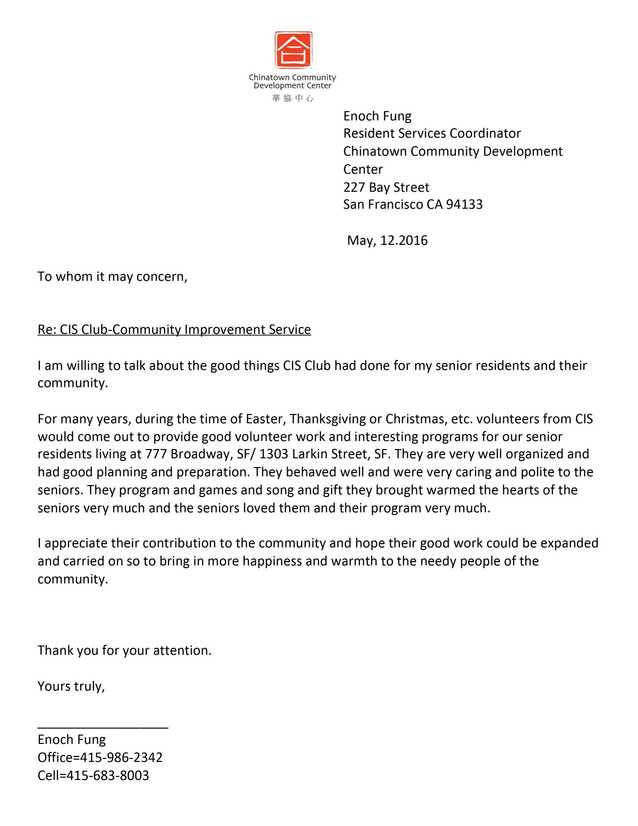 合
Chinatown Community
Development Center
華協中心
Enoch Fung
Resident Services Coordinator
Chinatown Community Development
Center
227 Bay Street
San Francisco CA 94133
May, 12.2016
To whom it may concern,
Re: CIS Club-Community Improvement Service
I am willing to talk about the good things CIS Club had done for my senior residents and their
community.
For many years, during the time of Easter, Thanksgiving or Christmas, etc. volunteers from CIS
would come out to provide good volunteer work and interesting programs for our senior
residents living at 777 Broadway, SF/ 1303 Larkin Street, SF. They are very well organized and
had good planning and preparation. They behaved well and were very caring and polite to the
seniors. They program and games and song and gift they brought warmed the hearts of the
seniors very much and the seniors loved them and their program very much.
I appreciate their contribution to the community and hope their good work could be expanded
and carried on so to bring in more happiness and warmth to the needy people of the
community.
Thank you for your attention.
Yours truly,
Enoch Fung
Office=415-986-2342
Cell=415-683-8003